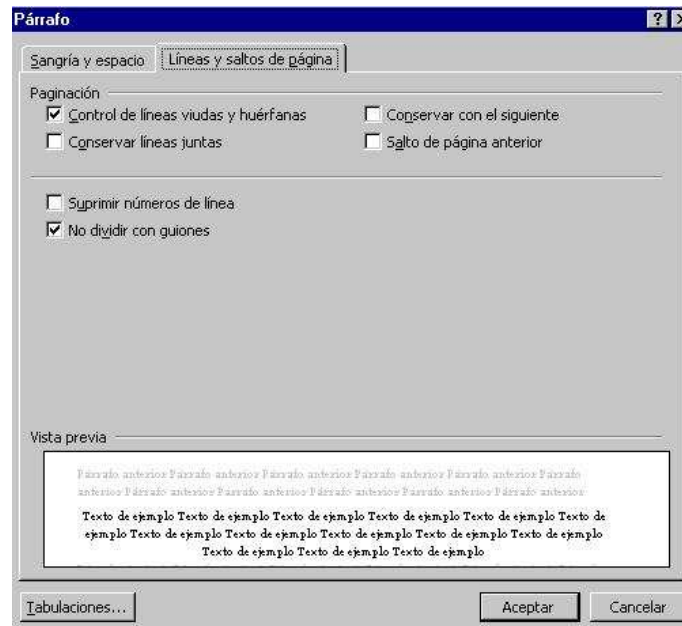 Párrafo
Sangría y espacio Líneas y saltos de página
Paginación
Control de líneas viudas y huérfanas Conservar con el siguiente
Conservar líneas juntas Salto de página anterior
Suprimir números de línea
No dividir con guiones
Vista previa
Párrafo anterior Párrafo anterior Párrafo anterior Párrafo anterior Párrafo anterior Párrafo
anterior Párrafo anterior Párrafo anterior Párrafo anterior Párrafo anterior Párrafo anterior
Texto de ejemplo Texto de ejemplo Texto de ejemplo Texto de ejemplo Texto de ejemplo Texto de
ejemplo Texto de ejemplo Texto de ejemplo Texto de ejemplo Texto de ejemplo Texto de ejemplo
Texto de ejemplo Texto de ejemplo Texto de ejemplo
Tabulaciones... Aceptar Cancelar